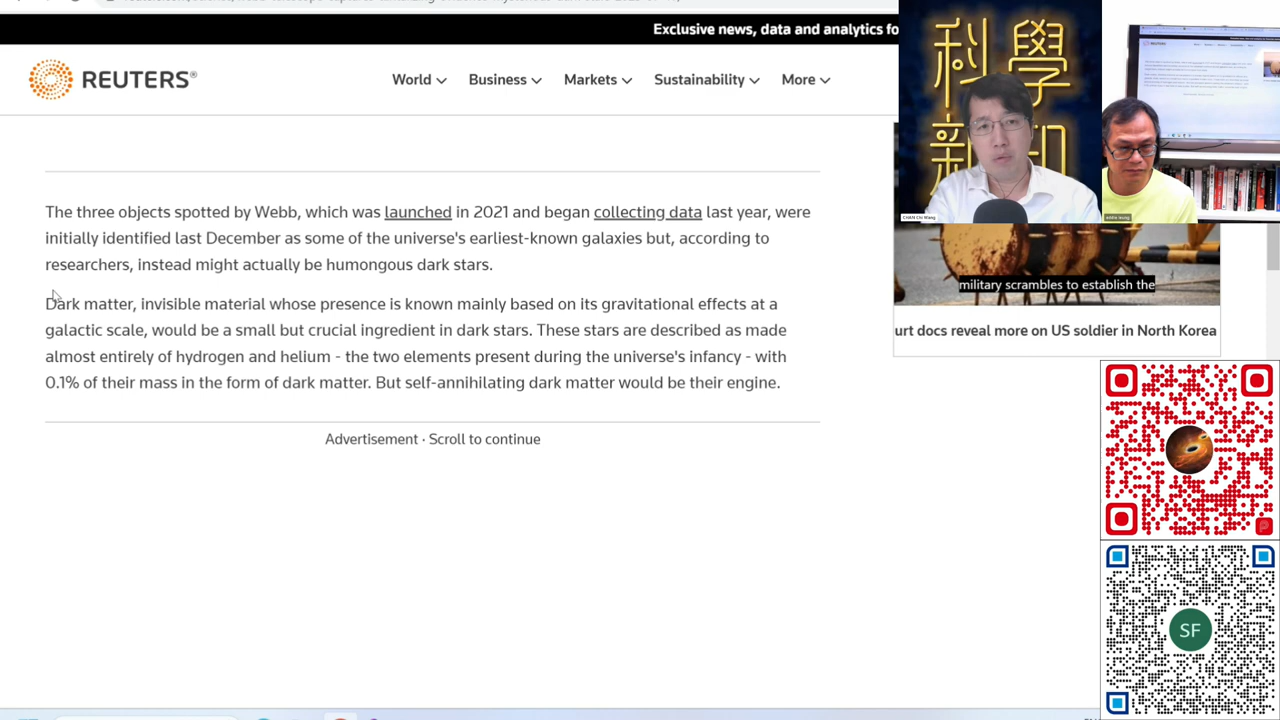 Exclusive news, data and analytics fo
REUTERS®
World
Markets
Sustainability
More
The three objects spotted by Webb, which was launched in 2021 and began collecting data last year, were
initially identified last December as some of the universe's earliest-known galaxies but, according to
researchers, instead might actually be humongous dark stars.
Dark matter, invisible material whose presence is known mainly based on its gravitational effects at a
galactic scale, would be a small but crucial ingredient in dark stars. These stars are described as made
almost entirely of hydrogen and helium - the two elements present during the universe's infancy - with
0.1% of their mass in the form of dark matter. But self-annihilating dark matter would be their engine.
Advertisement · Scroll to continue
科學
新知
CHAN Chi Wang
military scrambles to establish the
urt docs reveal more on US soldier in North Korea
SF